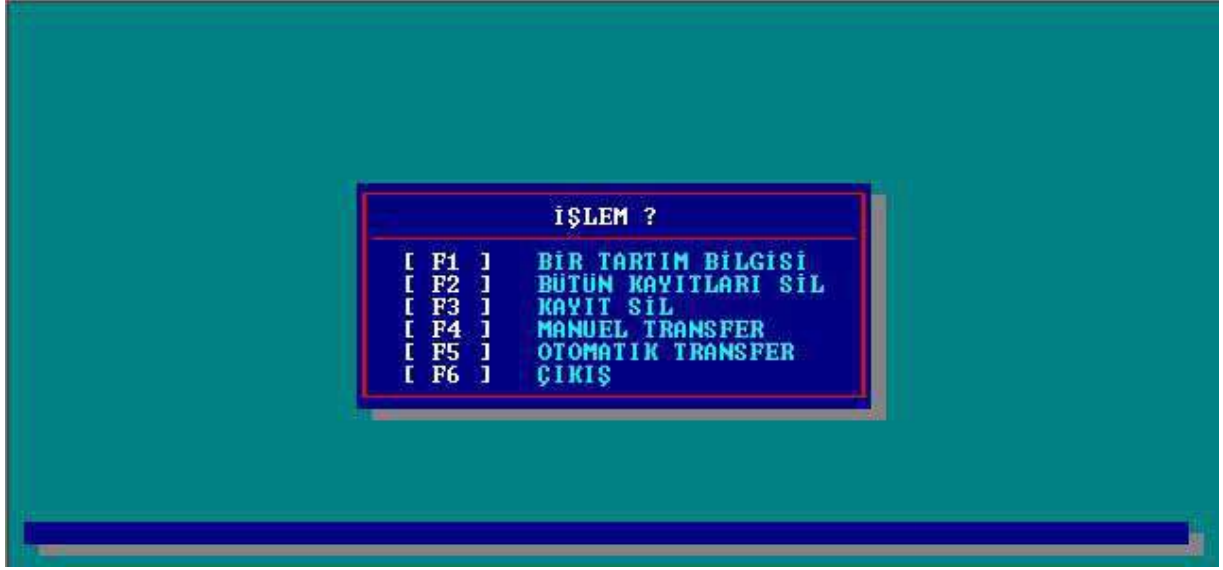 İŞLEM ?
[ F1 ] BİR TARTIM BİLGİSİ
[ F2 ] BÜTÜN KAYITLARI SİL
[ F3 ] KAYIT SİL
[ F4 ] MANUEL TRANSFER
[ F5 ] OTOMATIK TRANSFER
[ F6 ] ÇIKIŞ